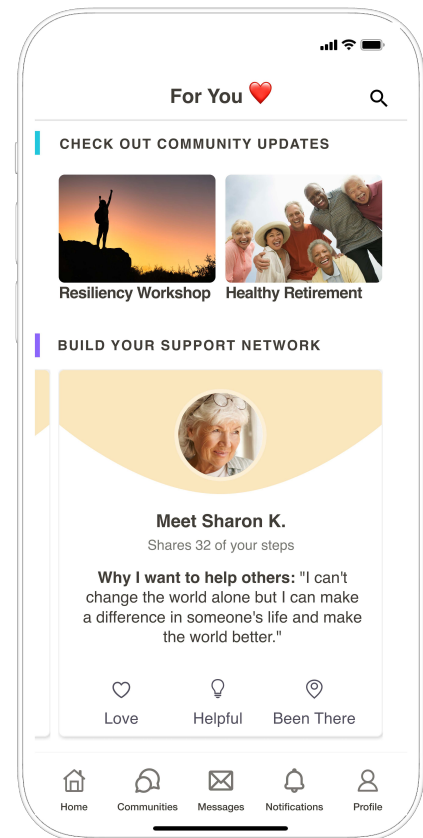 For You ❤️
CHECK OUT COMMUNITY UPDATES
Resiliency Workshop
Healthy Retirement
BUILD YOUR SUPPORT NETWORK
Meet Sharon K.
Shares 32 of your steps
Why I want to help others: "I can't
change the world alone but I can make
a difference in someone's life and make
the world better."
Love
Helpful
Been There
Home
Communities
Messages
Notifications
Profile